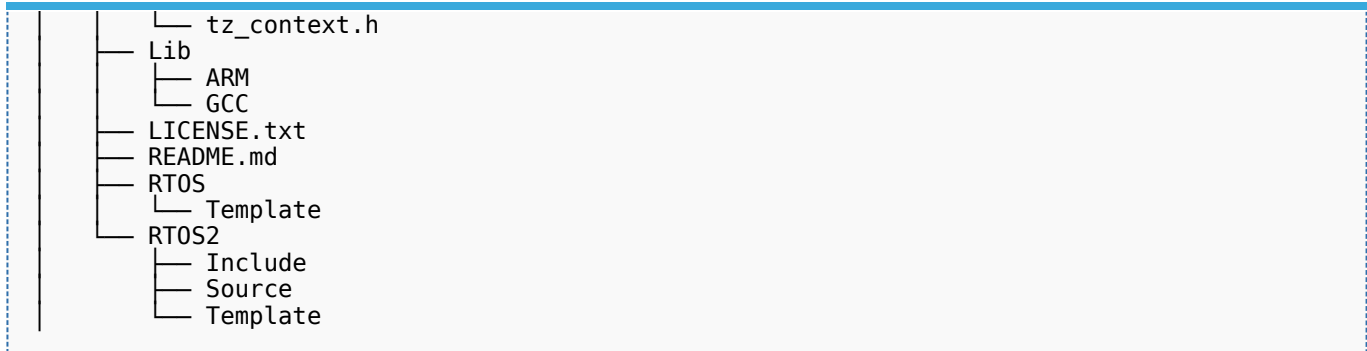 │   │       └── tz_context.h
│   ├── Lib
│   │   ├── ARM
│   │   └── GCC
│   ├── LICENSE.txt
│   ├── README.md
│   ├── RTOS
│   │   └── Template
│   └── RTOS2
│       ├── Include
│       ├── Source
│       └── Template